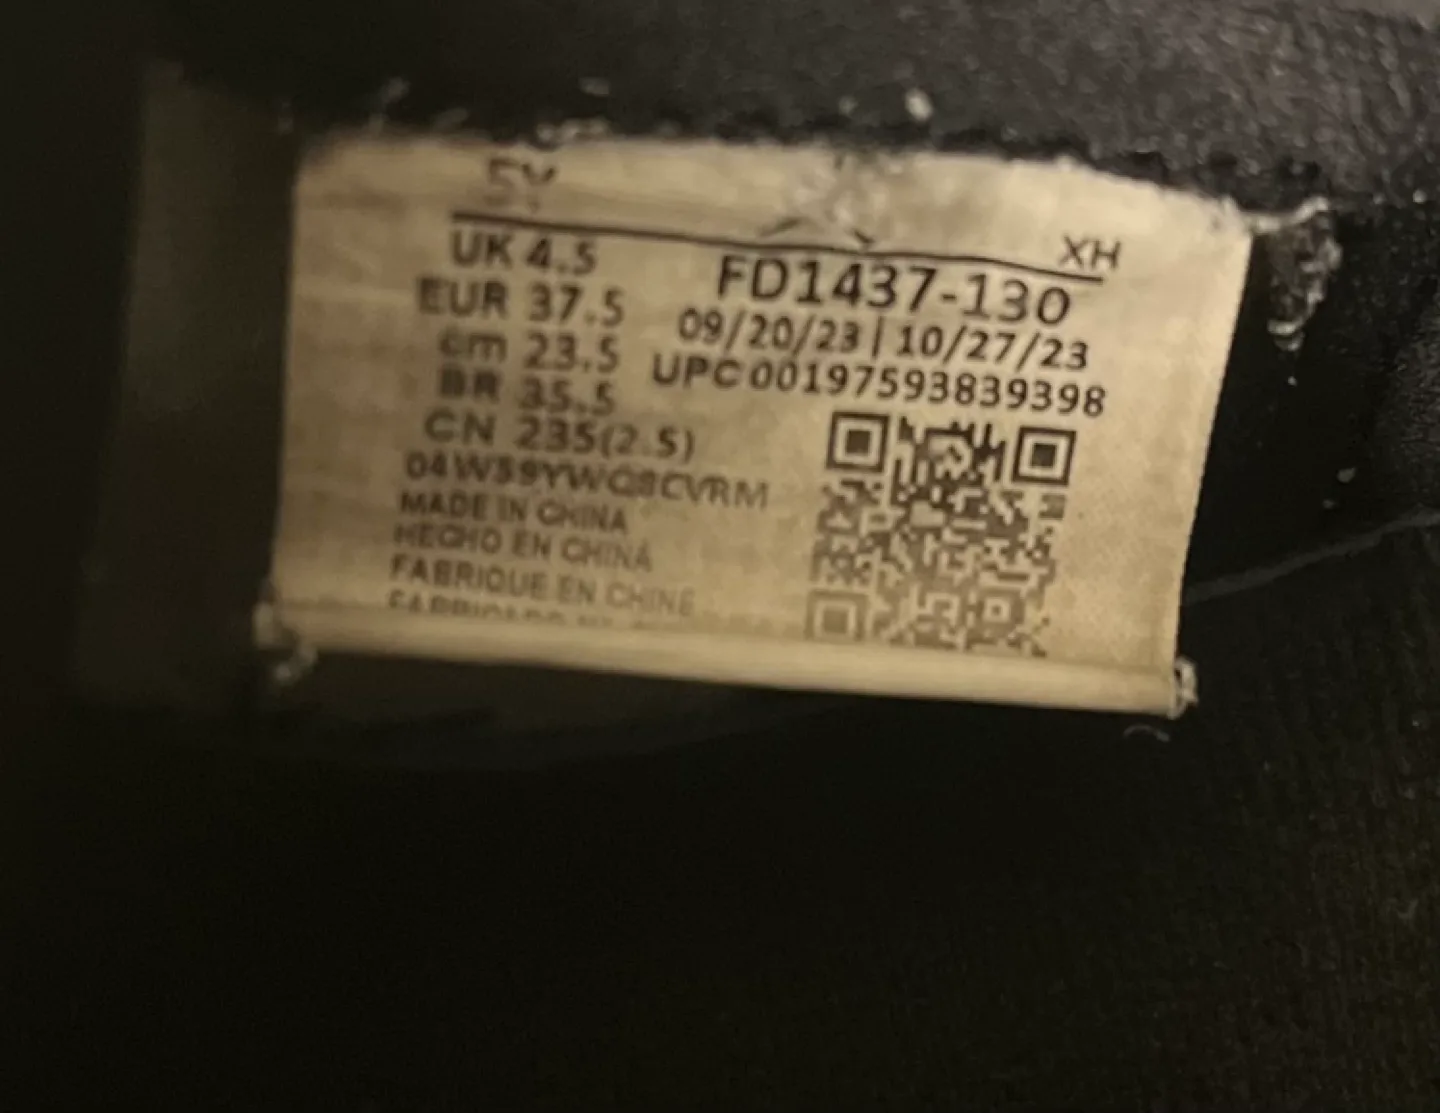 5Y
XH
UK 4.5
EUR 37.5
cm 23.5
BR 35.5
CN 235(2.5)
FD1437-130
09/20/23 | 10/27/23
UPC 00197593839398
MADE IN CHINA
HECHO EN CHINA
FABRIQUE EN CHINE